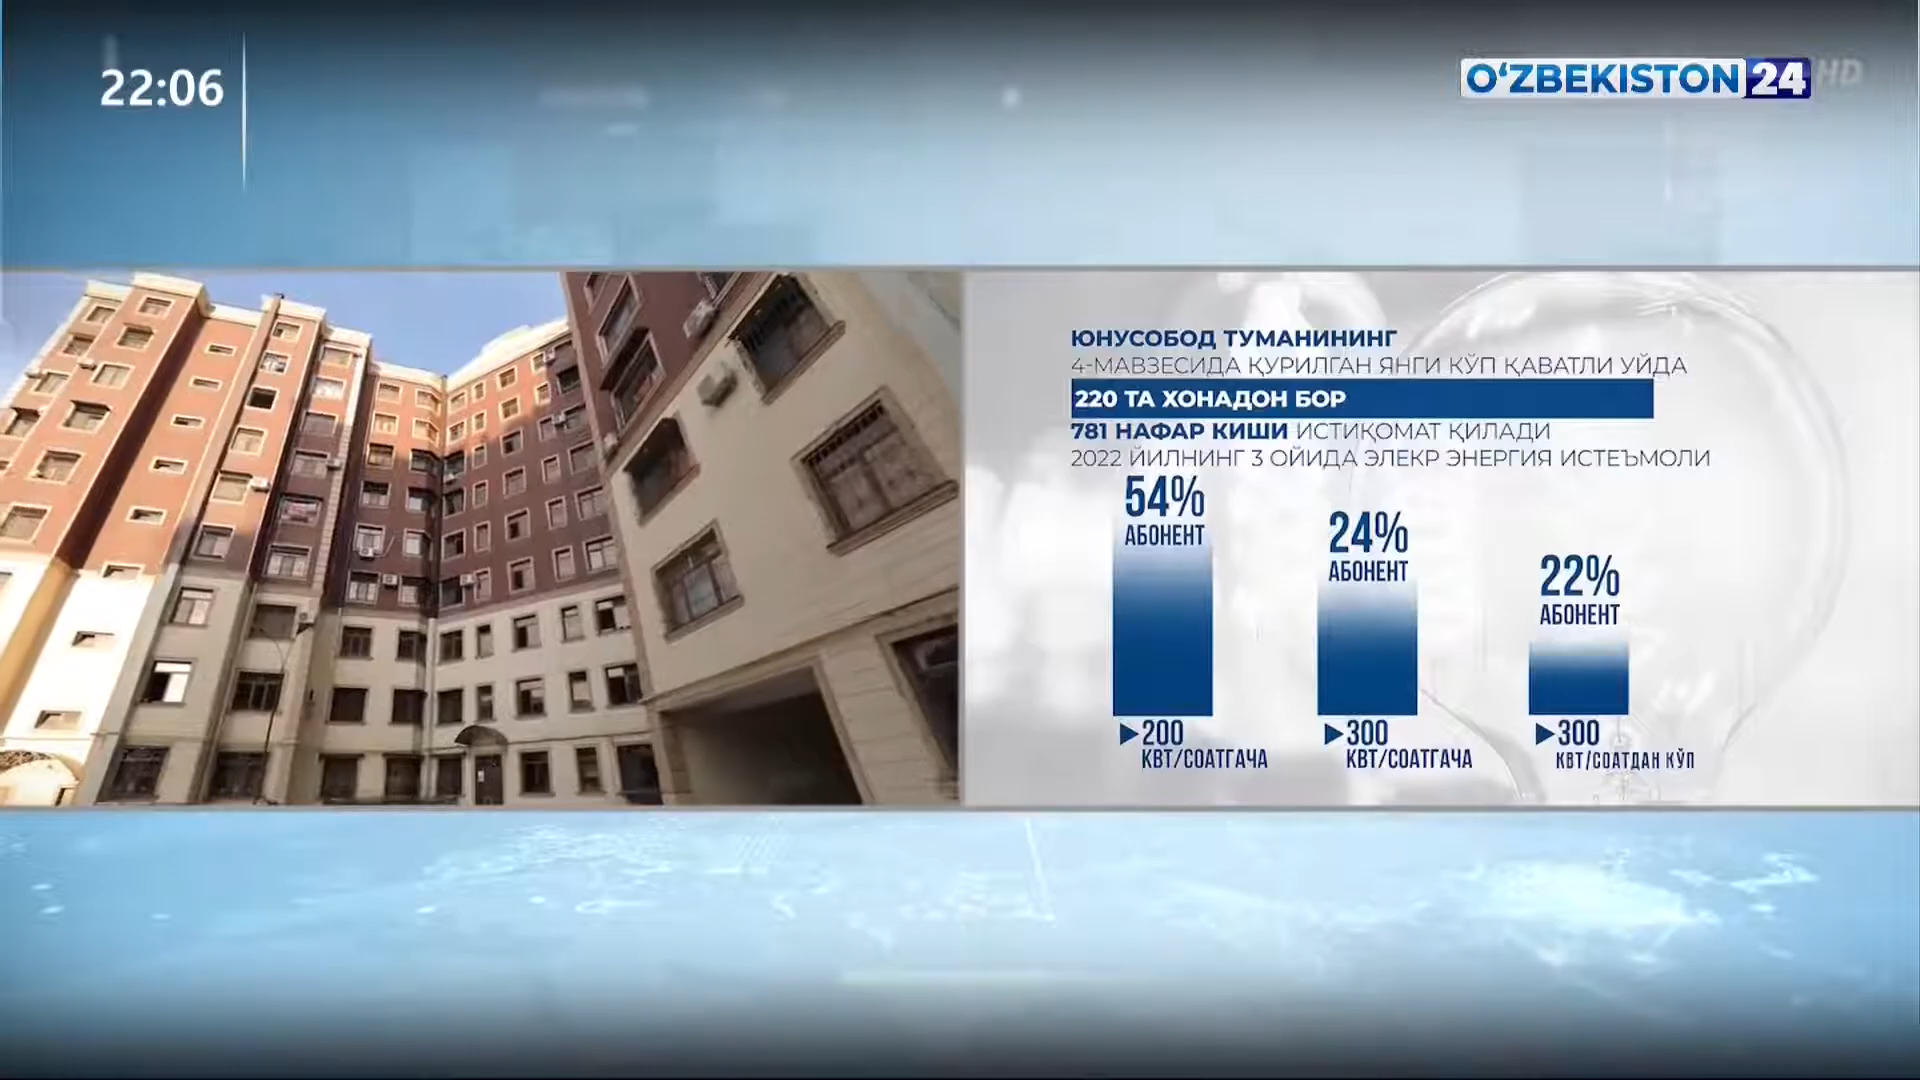 22:06
O‘ZBEKISTON 24 HD
ЮНУСОБОД ТУМАНИНИНГ
4-МАВЗЕСИДА ҚУРИЛГАН ЯНГИ КЎП ҚАВАТЛИ УЙДА
220 ТА ХОНАДОН БОР
781 НАФАР КИШИ ИСТИҚОМАТ ҚИЛАДИ
2022 ЙИЛНИНГ 3 ОЙИДА ЭЛЕКР ЭНЕРГИЯ ИСТЕЪМОЛИ
54%
АБОНЕНТ
24%
АБОНЕНТ
22%
АБОНЕНТ
▶200
КВТ/СОАТГАЧА
▶300
КВТ/СОАТГАЧА
▶300
КВТ/СОАТДАН КЎП